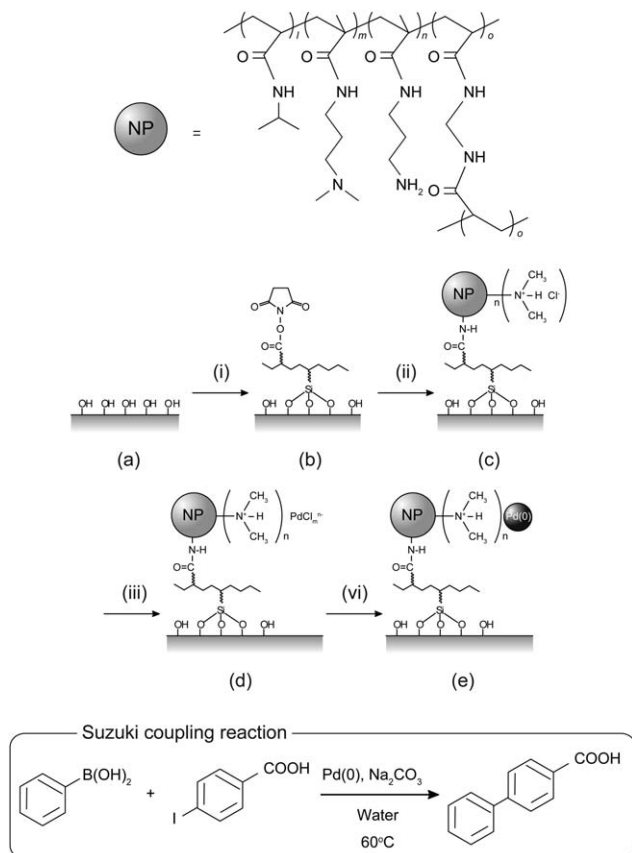 l m n o
O O O O
NH NH NH NH
NH
N NH₂ O
o
NP =
O N O
O
O=C
(i) (ii)
NP n N⁺ H Cl⁻ CH₃ CH₃
N-H
O=C
OH OH OH OH OH
OH O Si O O OH
OH O Si O O OH
(a) (b) (c)
NP N⁺ H CH₃ CH₃ n PdClₘⁿ⁻
NP N⁺ H CH₃ CH₃ n Pd(0)
N-H N-H
O=C O=C
(iii) (vi)
OH O Si O O OH
OH O Si O O OH
(d) (e)
Suzuki coupling reaction
B(OH)₂ + I COOH Pd(0), Na₂CO₃ COOH
Water
60°C